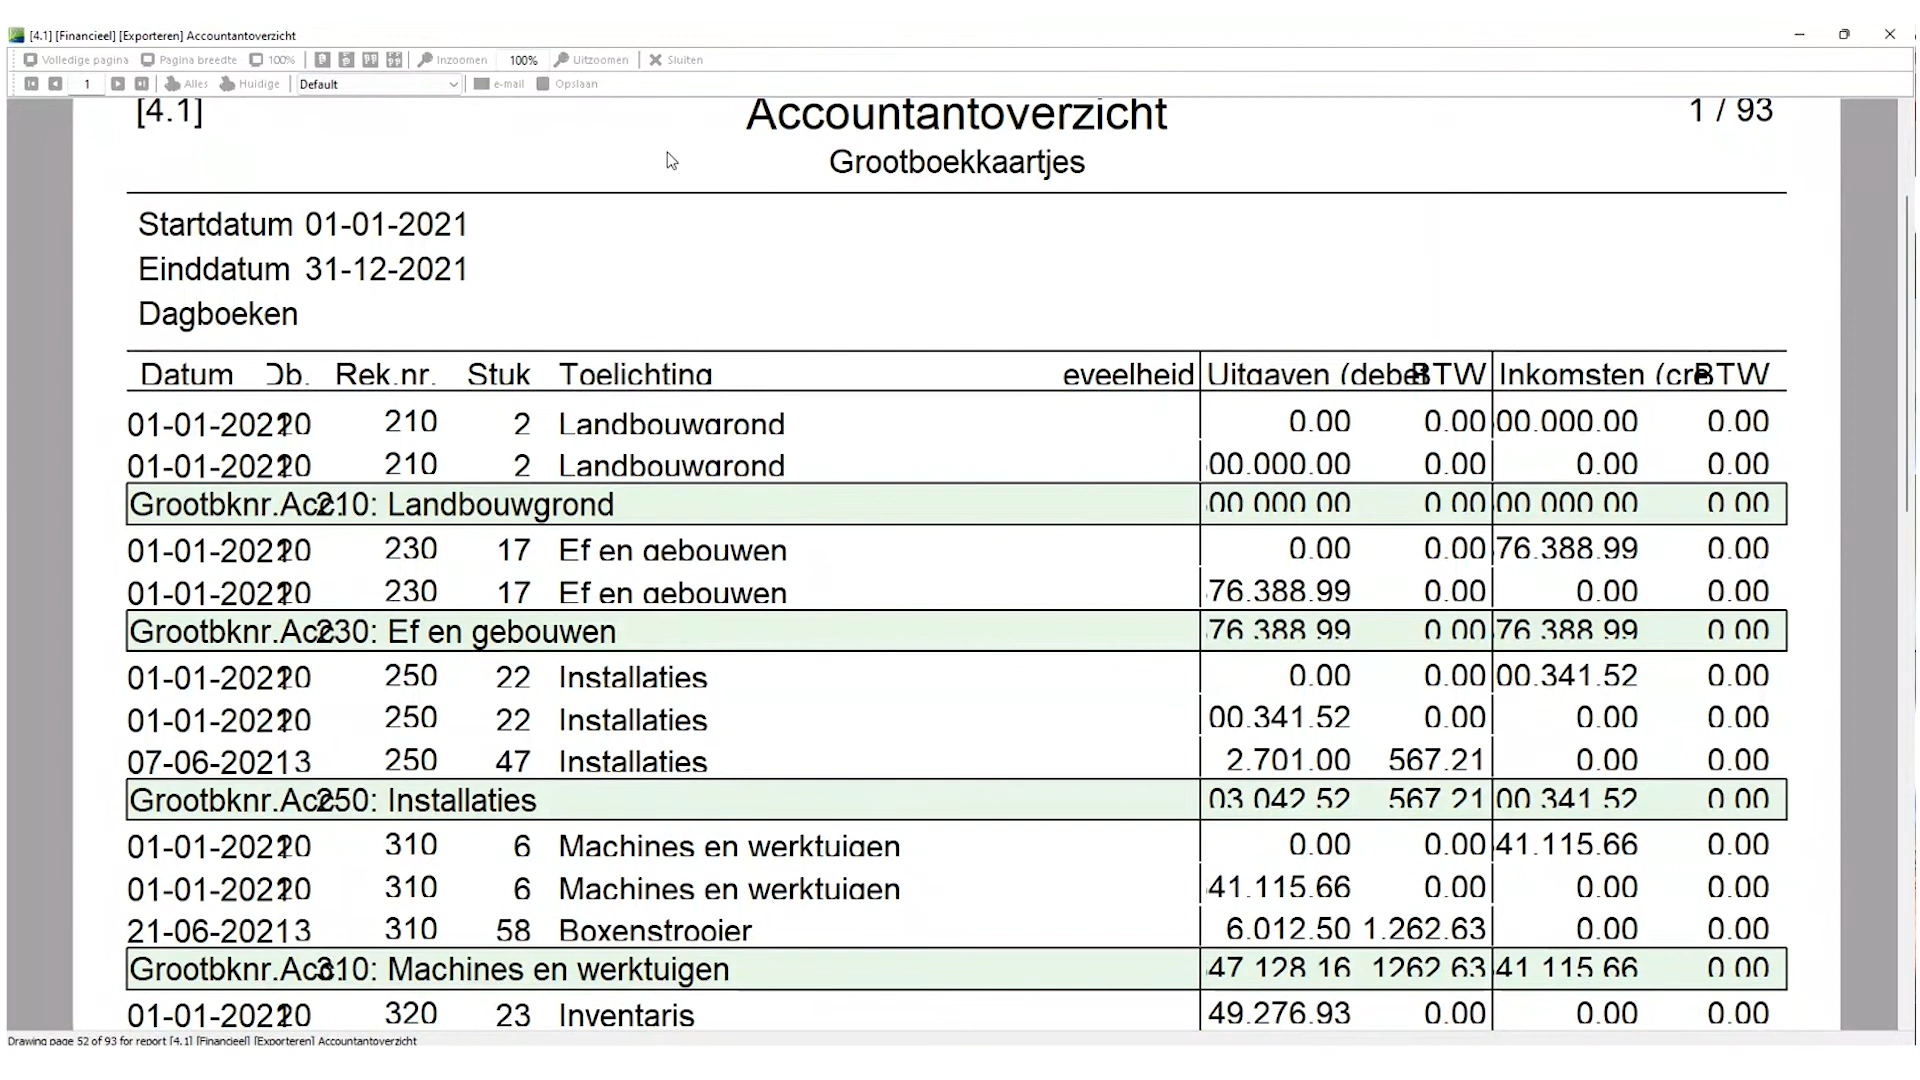 [4.1] [Financieel] [Exporteren] Accountantoverzicht
Volledige pagina Pagina breedte 100% Inzoomen 100% Uitzoomen Sluiten
1 Alles Huidige Default e-mail Opslaan
[4.1] Accountantoverzicht 1 / 93
Grootboekkaartjes
Startdatum 01-01-2021
Einddatum 31-12-2021
Dagboeken
Datum Db. Rek.nr. Stuk Toelichting eveelheid Uitgaven (debet BTW Inkomsten (cre BTW
01-01-2021 20 210 2 Landbouwgrond 0.00 0.00 00.000.00 0.00
01-01-2021 20 210 2 Landbouwgrond 00.000.00 0.00 0.00 0.00
Grootbknr.Acc. 210: Landbouwgrond 00 000 00 0 00 00 000 00 0 00
01-01-2021 20 230 17 Ef en gebouwen 0.00 0.00 76.388.99 0.00
01-01-2021 20 230 17 Ef en gebouwen 76.388.99 0.00 0.00 0.00
Grootbknr.Acc. 230: Ef en gebouwen 76 388 99 0 00 76 388 99 0 00
01-01-2021 20 250 22 Installaties 0.00 0.00 00.341.52 0.00
01-01-2021 20 250 22 Installaties 00.341.52 0.00 0.00 0.00
07-06-2021 3 250 47 Installaties 2.701.00 567.21 0.00 0.00
Grootbknr.Acc. 250: Installaties 03 042 52 567 21 00 341 52 0 00
01-01-2021 20 310 6 Machines en werktuigen 0.00 0.00 41.115.66 0.00
01-01-2021 20 310 6 Machines en werktuigen 41.115.66 0.00 0.00 0.00
21-06-2021 3 310 58 Boxenstrooier 6.012.50 1.262.63 0.00 0.00
Grootbknr.Acc. 310: Machines en werktuigen 47 128 16 1262 63 41 115 66 0 00
01-01-2021 20 320 23 Inventaris 49.276.93 0.00 0.00 0.00
Drawing page 52 of 93 for report [4.1] [Financieel] [Exporteren] Accountantoverzicht